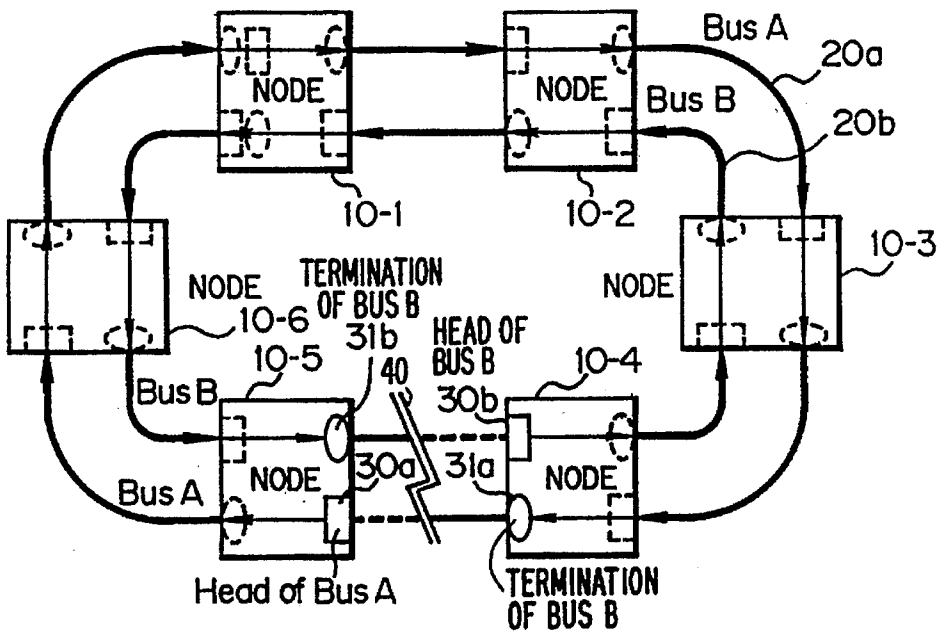 Bus A
20a
NODE
NODE
Bus B
20b
10-1
10-2
10-3
NODE
TERMINATION
OF BUS B
31b
NODE
10-6
10-5
HEAD OF
BUS B
30b
10-4
40
Bus B
NODE
30a
31a
NODE
Bus A
Head of Bus A
TERMINATION
OF BUS B